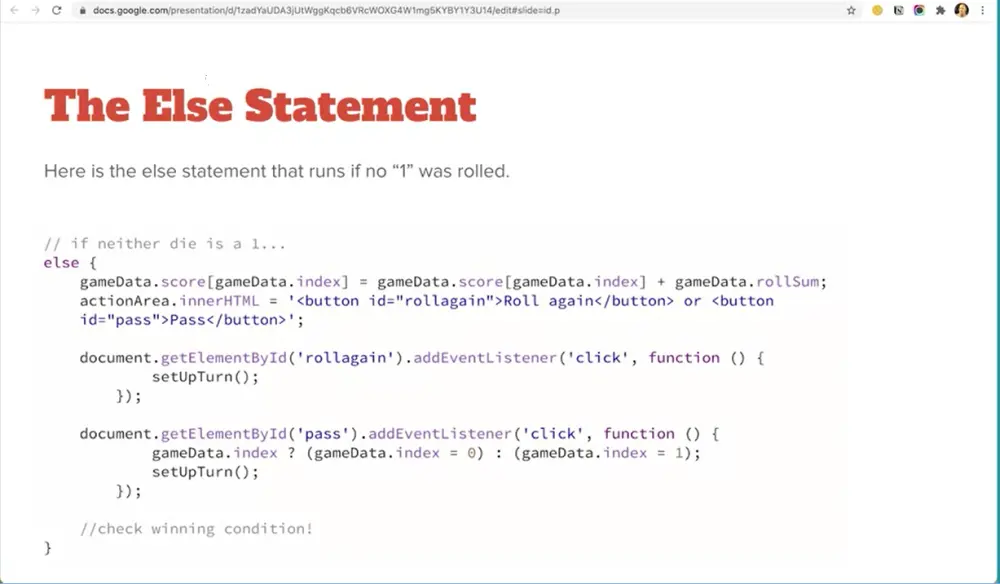 docs.google.com/presentation/d/1zadYaUDA3jUtWggKqcb6VRcWOXG4W1mg5KYBY1Y3U14/edit#slide=id.p
The Else Statement
Here is the else statement that runs if no “1” was rolled.
// if neither die is a 1...
else {
gameData.score[gameData.index] = gameData.score[gameData.index] + gameData.rollSum;
actionArea.innerHTML = '<button id="rollagain">Roll again</button> or <button
id="pass">Pass</button>';
document.getElementById('rollagain').addEventListener('click', function () {
setUpTurn();
});
document.getElementById('pass').addEventListener('click', function () {
gameData.index ? (gameData.index = 0) : (gameData.index = 1);
setUpTurn();
});
//check winning condition!
}